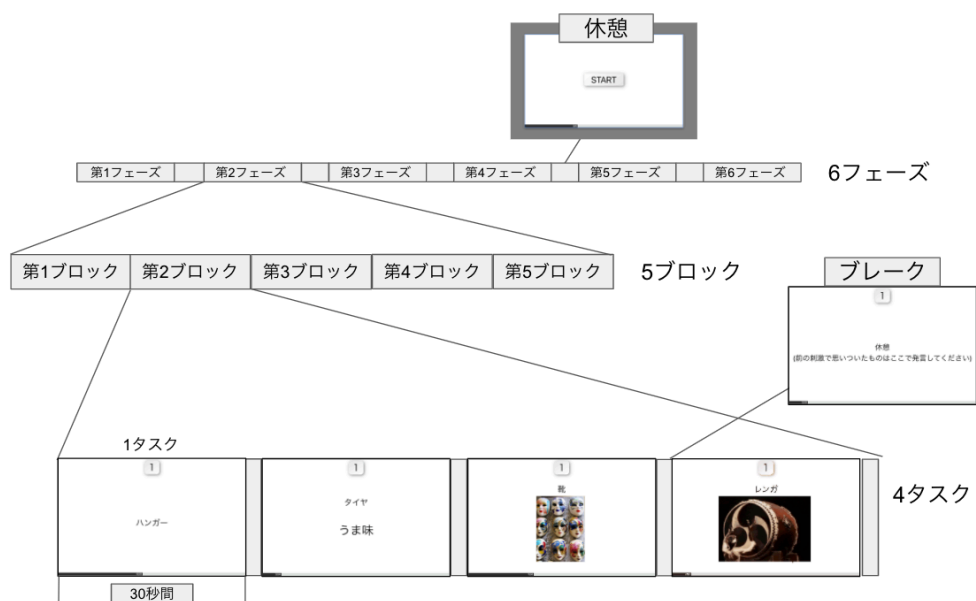 休憩
START
第1フェーズ
第2フェーズ
第3フェーズ
第4フェーズ
第5フェーズ
第6フェーズ
6フェーズ
第1ブロック
第2ブロック
第3ブロック
第4ブロック
第5ブロック
5ブロック
ブレーク
1
休憩
(前の刺激で思いついたものはここで発言してください)
1タスク
1
ハンガー
1
タイヤ
うま味
1
靴
1
レンガ
4タスク
30秒間